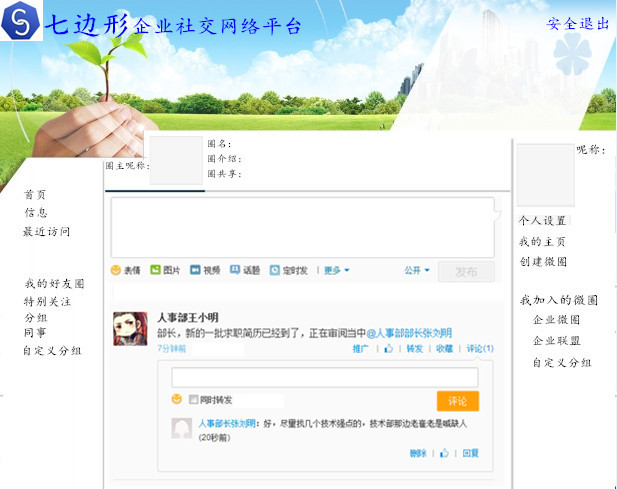 七边形企业社交网络平台
安全退出
圈主昵称:
圈名:
圈介绍:
圈共享:
昵称:
首页
信息
最近访问
我的好友圈
特别关注
分组
同事
自定义分组
表情 图片 视频 话题 定时发 | 更多 公开 发布
人事部王小明
部长，新的一批求职简历已经到了，正在审阅当中@人事部部长张刘明
7分钟前 推广 | | 转发 | 收藏 | 评论(1)
同时转发 评论
人事部长张刘明：好，尽量找几个技术强点的，技术部那边老崔老是喊缺人
(20秒前)
删除 | | 回复
个人设置
我的主页
创建微圈
我加入的微圈
企业微圈
企业联盟
自定义分组